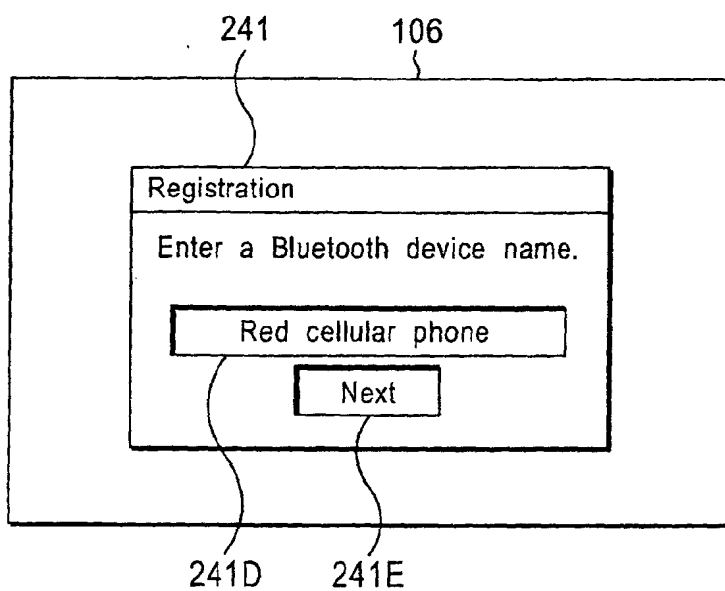 241 106
Registration
Enter a Bluetooth device name.
Red cellular phone
Next
241D 241E